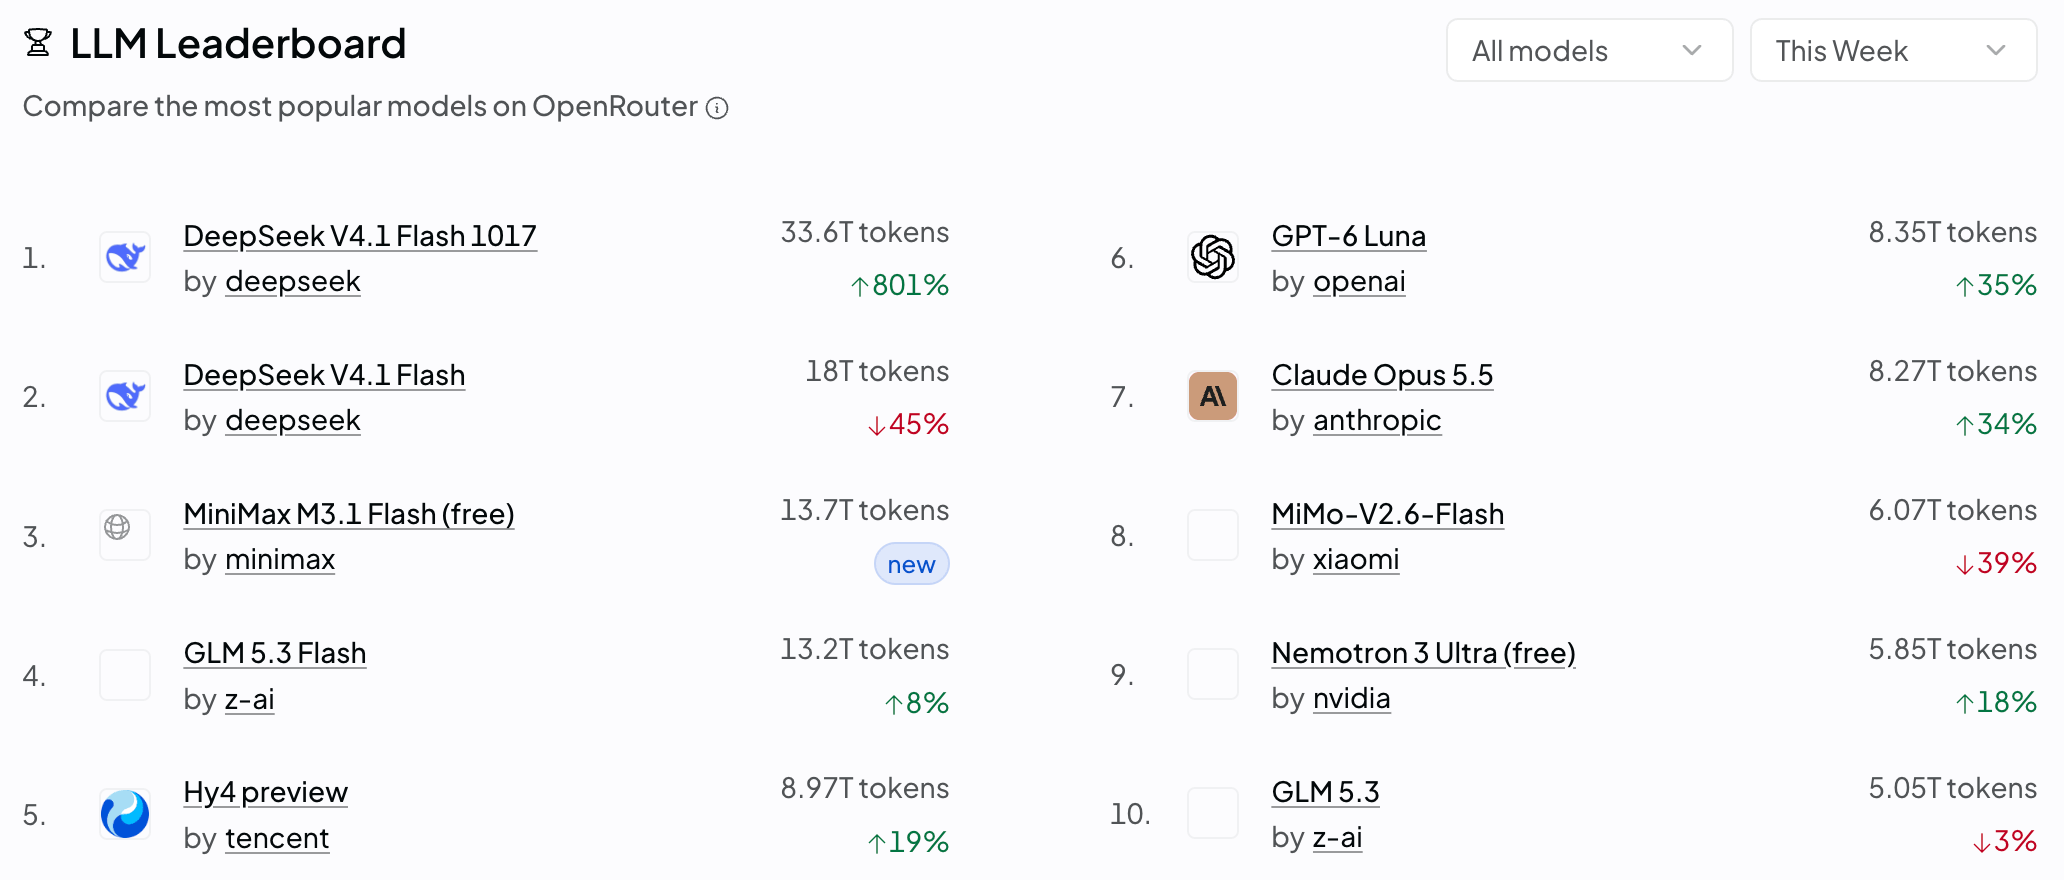 LLM Leaderboard
All models
This Week
Compare the most popular models on OpenRouter
1.
DeepSeek V4.1 Flash 1017
by deepseek
33.6T tokens
↑801%
2.
DeepSeek V4.1 Flash
by deepseek
18T tokens
↓45%
3.
MiniMax M3.1 Flash (free)
by minimax
13.7T tokens
new
4.
GLM 5.3 Flash
by z-ai
13.2T tokens
↑8%
5.
Hy4 preview
by tencent
8.97T tokens
↑19%
6.
GPT-6 Luna
by openai
8.35T tokens
↑35%
7.
Claude Opus 5.5
by anthropic
8.27T tokens
↑34%
8.
MiMo-V2.6-Flash
by xiaomi
6.07T tokens
↓39%
9.
Nemotron 3 Ultra (free)
by nvidia
5.85T tokens
↑18%
10.
GLM 5.3
by z-ai
5.05T tokens
↓3%